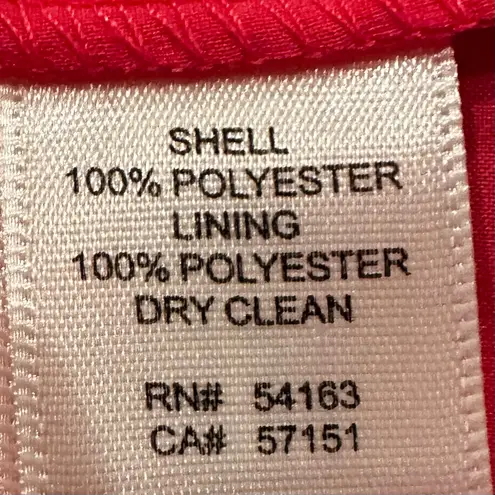 SHELL
100% POLYESTER
LINING
100% POLYESTER
DRY CLEAN
RN# 54163
CA# 57151